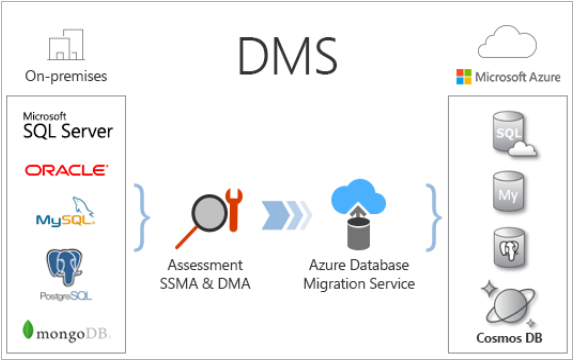 DMS
On-premises
Microsoft Azure
Microsoft
SQL Server
ORACLE
MySQL
PostgreSQL
mongoDB
Assessment
SSMA & DMA
Azure Database
Migration Service
SQL
My
Cosmos DB